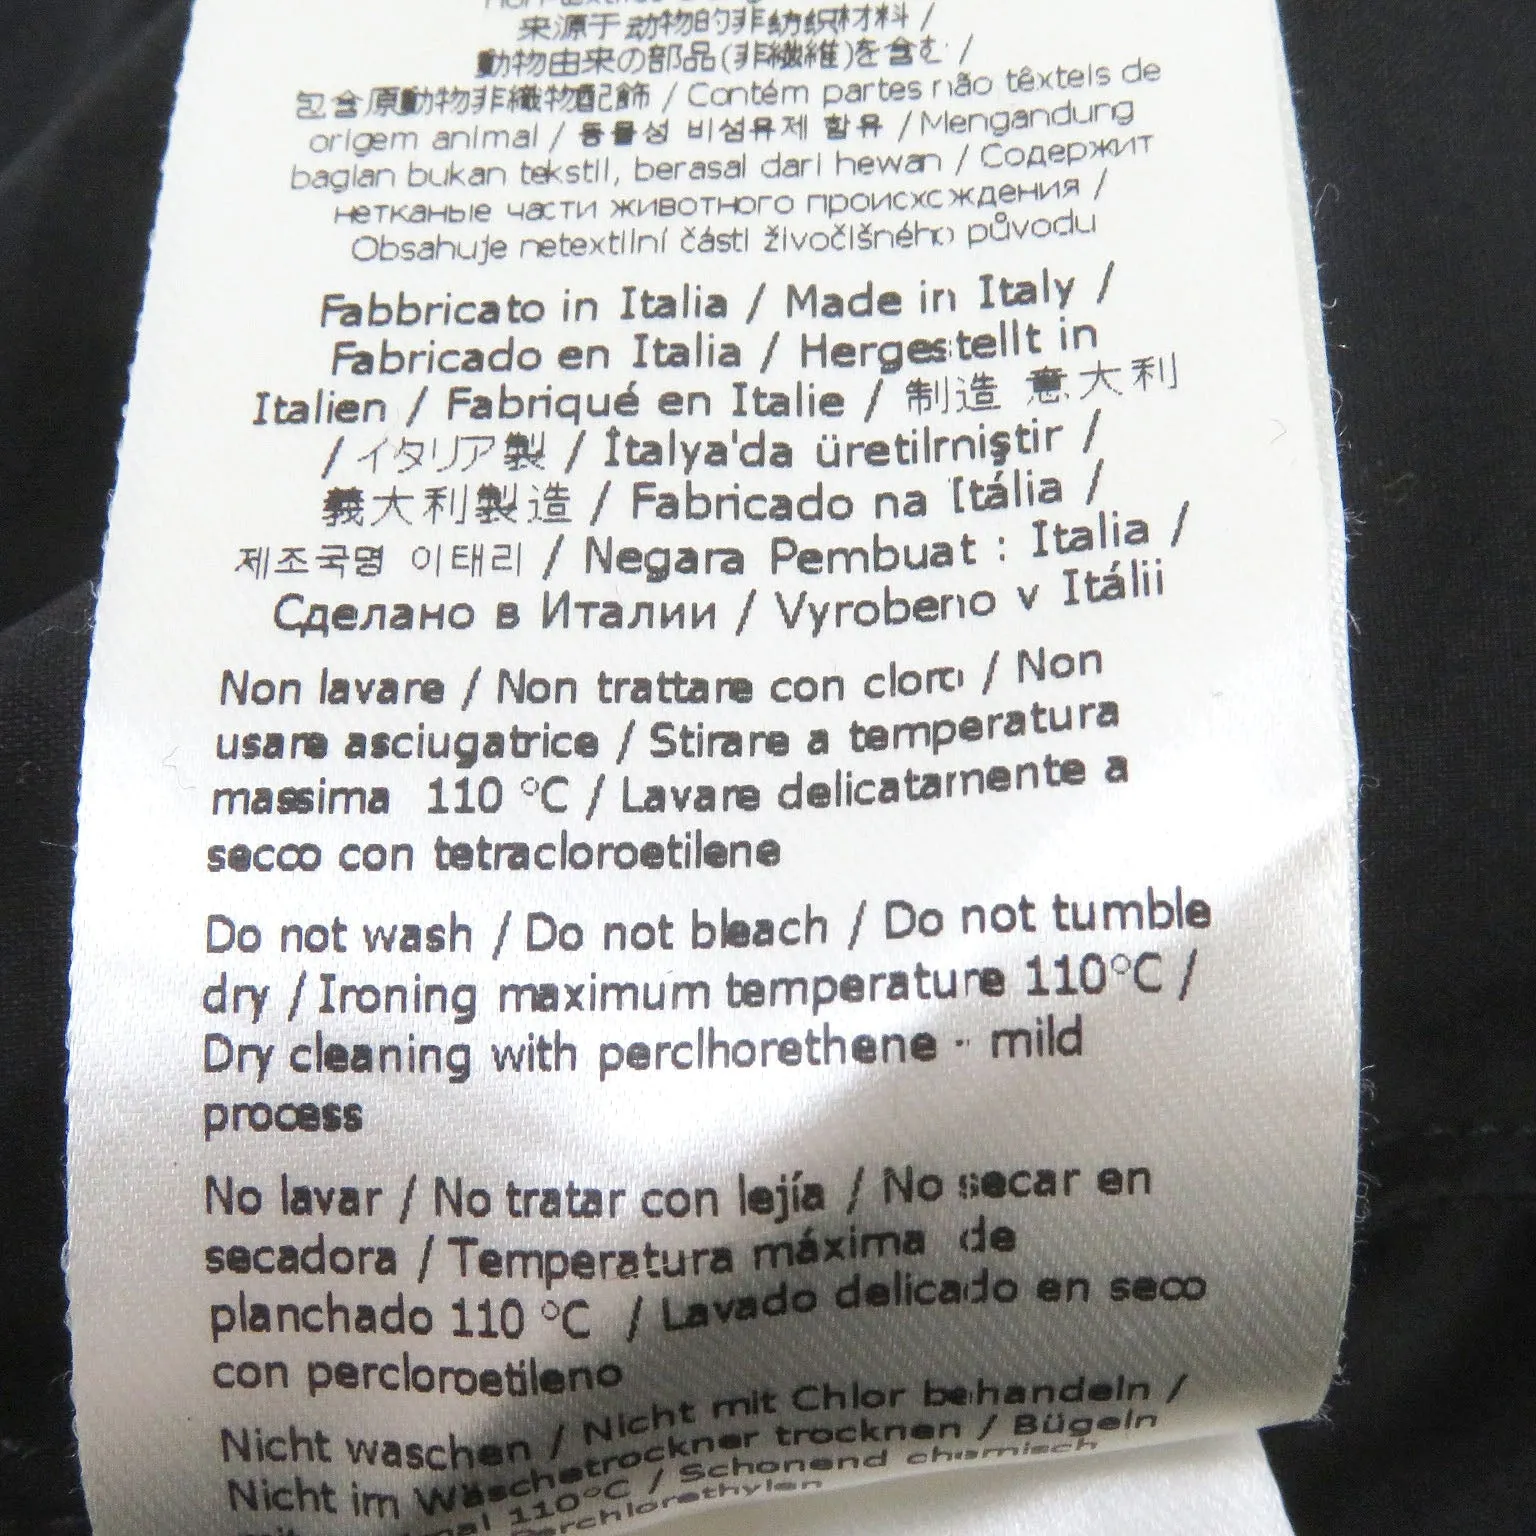 来源于动物的非纺织材料 /
動物由来の部品(非繊維)を含む /
包含原動物非織物配飾 / Contém partes não têxteis de
origem animal / 동물성 비섬유제 함유 / Mengandung
bagian bukan tekstil, berasal dari hewan / Содержит
нетканые части животного происхождения /
Obsahuje netextilní části živočišného původu
Fabbricato in Italia / Made in Italy /
Fabricado en Italia / Hergestellt in
Italien / Fabriqué en Italie / 制造 意大利
/ イタリア製 / İtalya'da üretilmiştir /
義大利製造 / Fabricado na Itália /
제조국명 이태리 / Negara Pembuat : Italia /
Сделано в Италии / Vyrobeno v Itálii
Non lavare / Non trattare con cloro / Non
usare asciugatrice / Stirare a temperatura
massima 110 °C / Lavare delicatamente a
secco con tetracloroetilene
Do not wash / Do not bleach / Do not tumble
dry / Ironing maximum temperature 110°C /
Dry cleaning with perclhorethene - mild
process
No lavar / No tratar con lejía / No secar en
secadora / Temperatura máxima de
planchado 110 °C / Lavado delicado en seco
con percloroetileno
Nicht waschen / Nicht mit Chlor behandeln /
Nicht im Wäschetrockner trocknen / Bügeln
110°C / Schonend chemisch